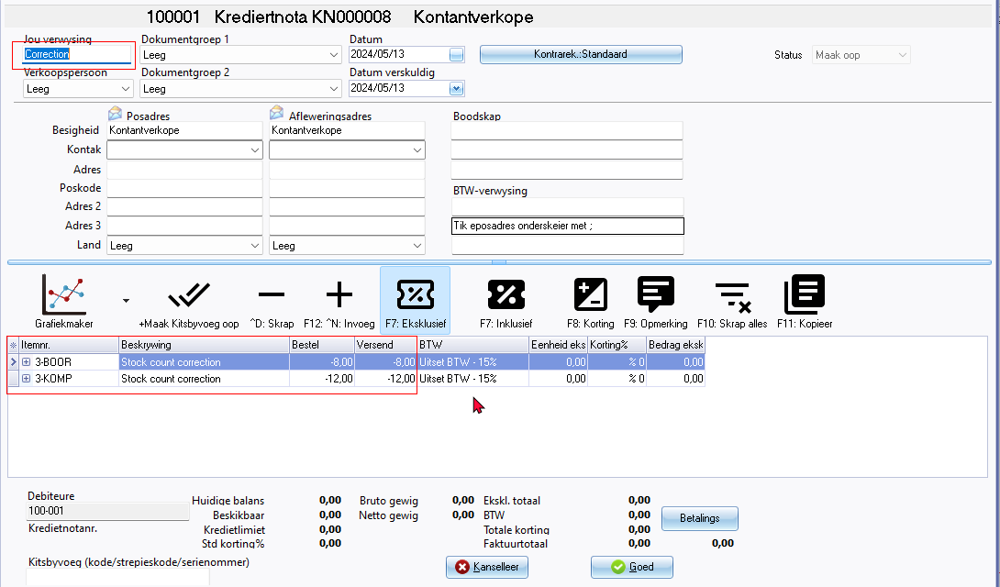 100001 Krediertnota KN000008 Kontantverkope
Jou verwysing Dokumentgroep 1 Datum
Correction Leeg 2024/05/13 Kontrarek.:Standaard Status Maak oop
Verkoopspersoon Dokumentgroep 2 Datum verskuldig
Leeg Leeg 2024/05/13
Posadres Afleweringsadres Boodskap
Besigheid Kontantverkope Kontantverkope
Kontak
Adres
Poskode BTW-verwysing
Adres 2
Adres 3 Tik eposadres onderskeier met ;
Land Leeg Leeg
Grafiekmaker +Maak Kitsbyvoeg oop ^D: Skrap F12: ^N: Invoeg F7: Eksklusief F7: Inklusief F8: Korting F9: Opmerking F10: Skrap alles F11: Kopieer
Itemnr. Beskrywing Bestel Versend BTW Eenheid eks Korting% Bedrag eksk
3-BOOR Stock count correction -8,00 -8,00 Uitset BTW - 15% 0,00 % 0 0,00
3-KOMP Stock count correction -12,00 -12,00 Uitset BTW - 15% 0,00 % 0 0,00
Debiteure Huidige balans 0,00 Bruto gewig 0,00 Ekskl. totaal 0,00
100-001 Beskikbaar 0,00 Netto gewig 0,00 BTW 0,00 Betalings
Kredietnotanr. Kredietlimiet 0,00 Totale korting 0,00
Std korting% 0,00 Faktuurtotaal 0,00 0,00
Kitsbyvoeg (kode/strepieskode/serienommer) Kanselleer Goed